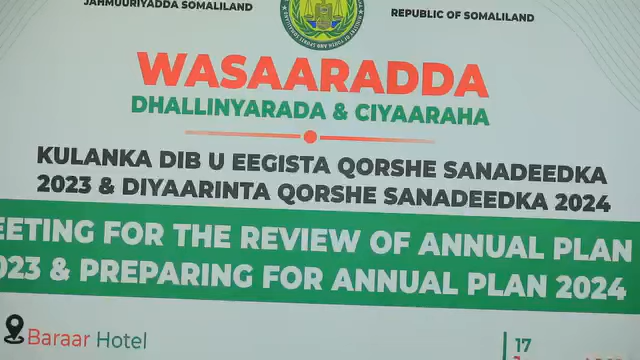 JAHMUURIYADDA SOMALILAND
REPUBLIC OF SOMALILAND
WASAARADDA
DHALLINYARADA & CIYAARAHA
KULANKA DIB U EEGISTA QORSHE SANADEEDKA
2023 & DIYAARINTA QORSHE SANADEEDKA 2024
EETING FOR THE REVIEW OF ANNUAL PLAN
023 & PREPARING FOR ANNUAL PLAN 2024
Baraar Hotel
17